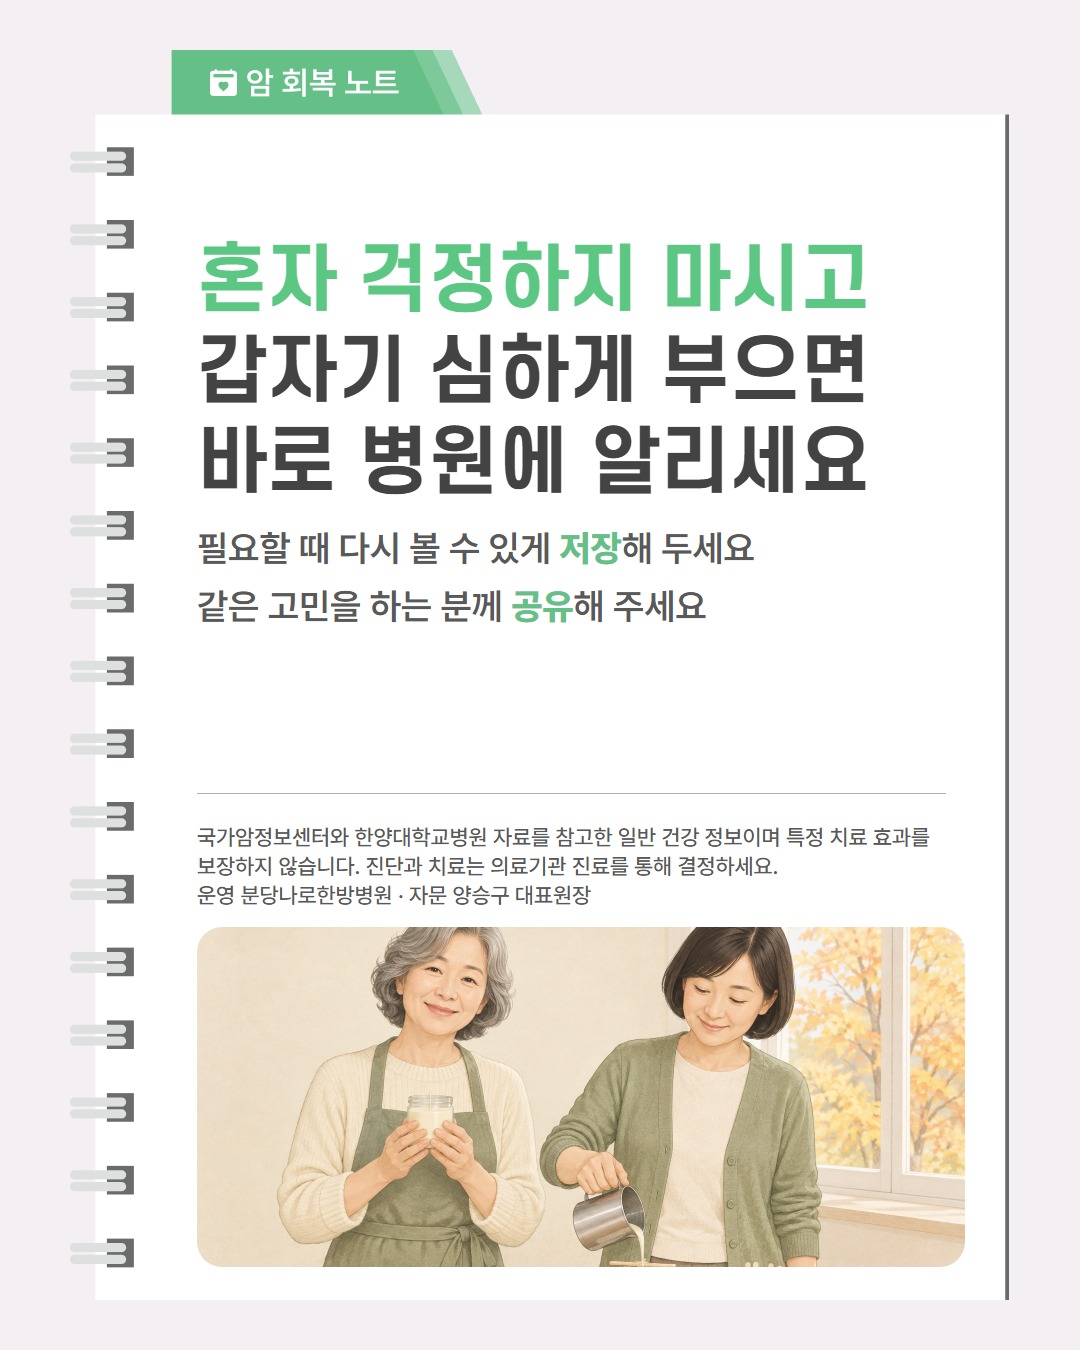 암 회복 노트
혼자 걱정하지 마시고
갑자기 심하게 부으면
바로 병원에 알리세요
필요할 때 다시 볼 수 있게 저장해 두세요
같은 고민을 하는 분께 공유해 주세요
국가암정보센터와 한양대학교병원 자료를 참고한 일반 건강 정보이며 특정 치료 효과를
보장하지 않습니다. 진단과 치료는 의료기관 진료를 통해 결정하세요.
운영 분당나로한방병원 · 자문 양승구 대표원장